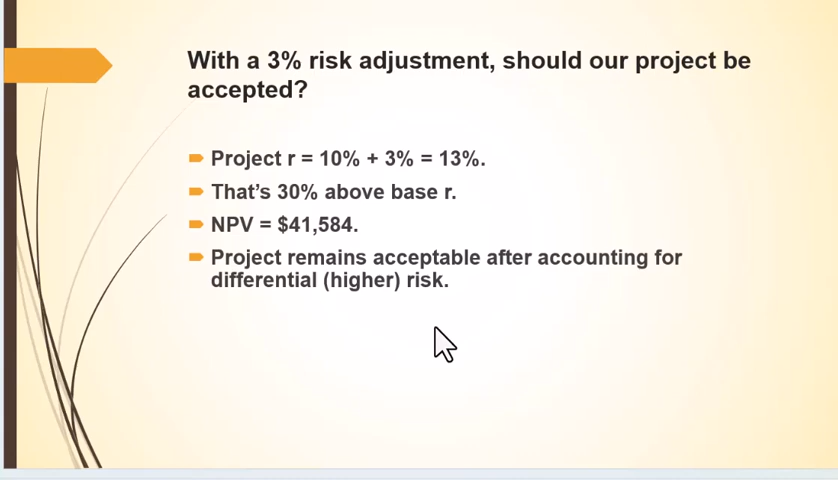 With a 3% risk adjustment, should our project be
accepted?
Project r = 10% + 3% = 13%.
That’s 30% above base r.
NPV = $41,584.
Project remains acceptable after accounting for
differential (higher) risk.